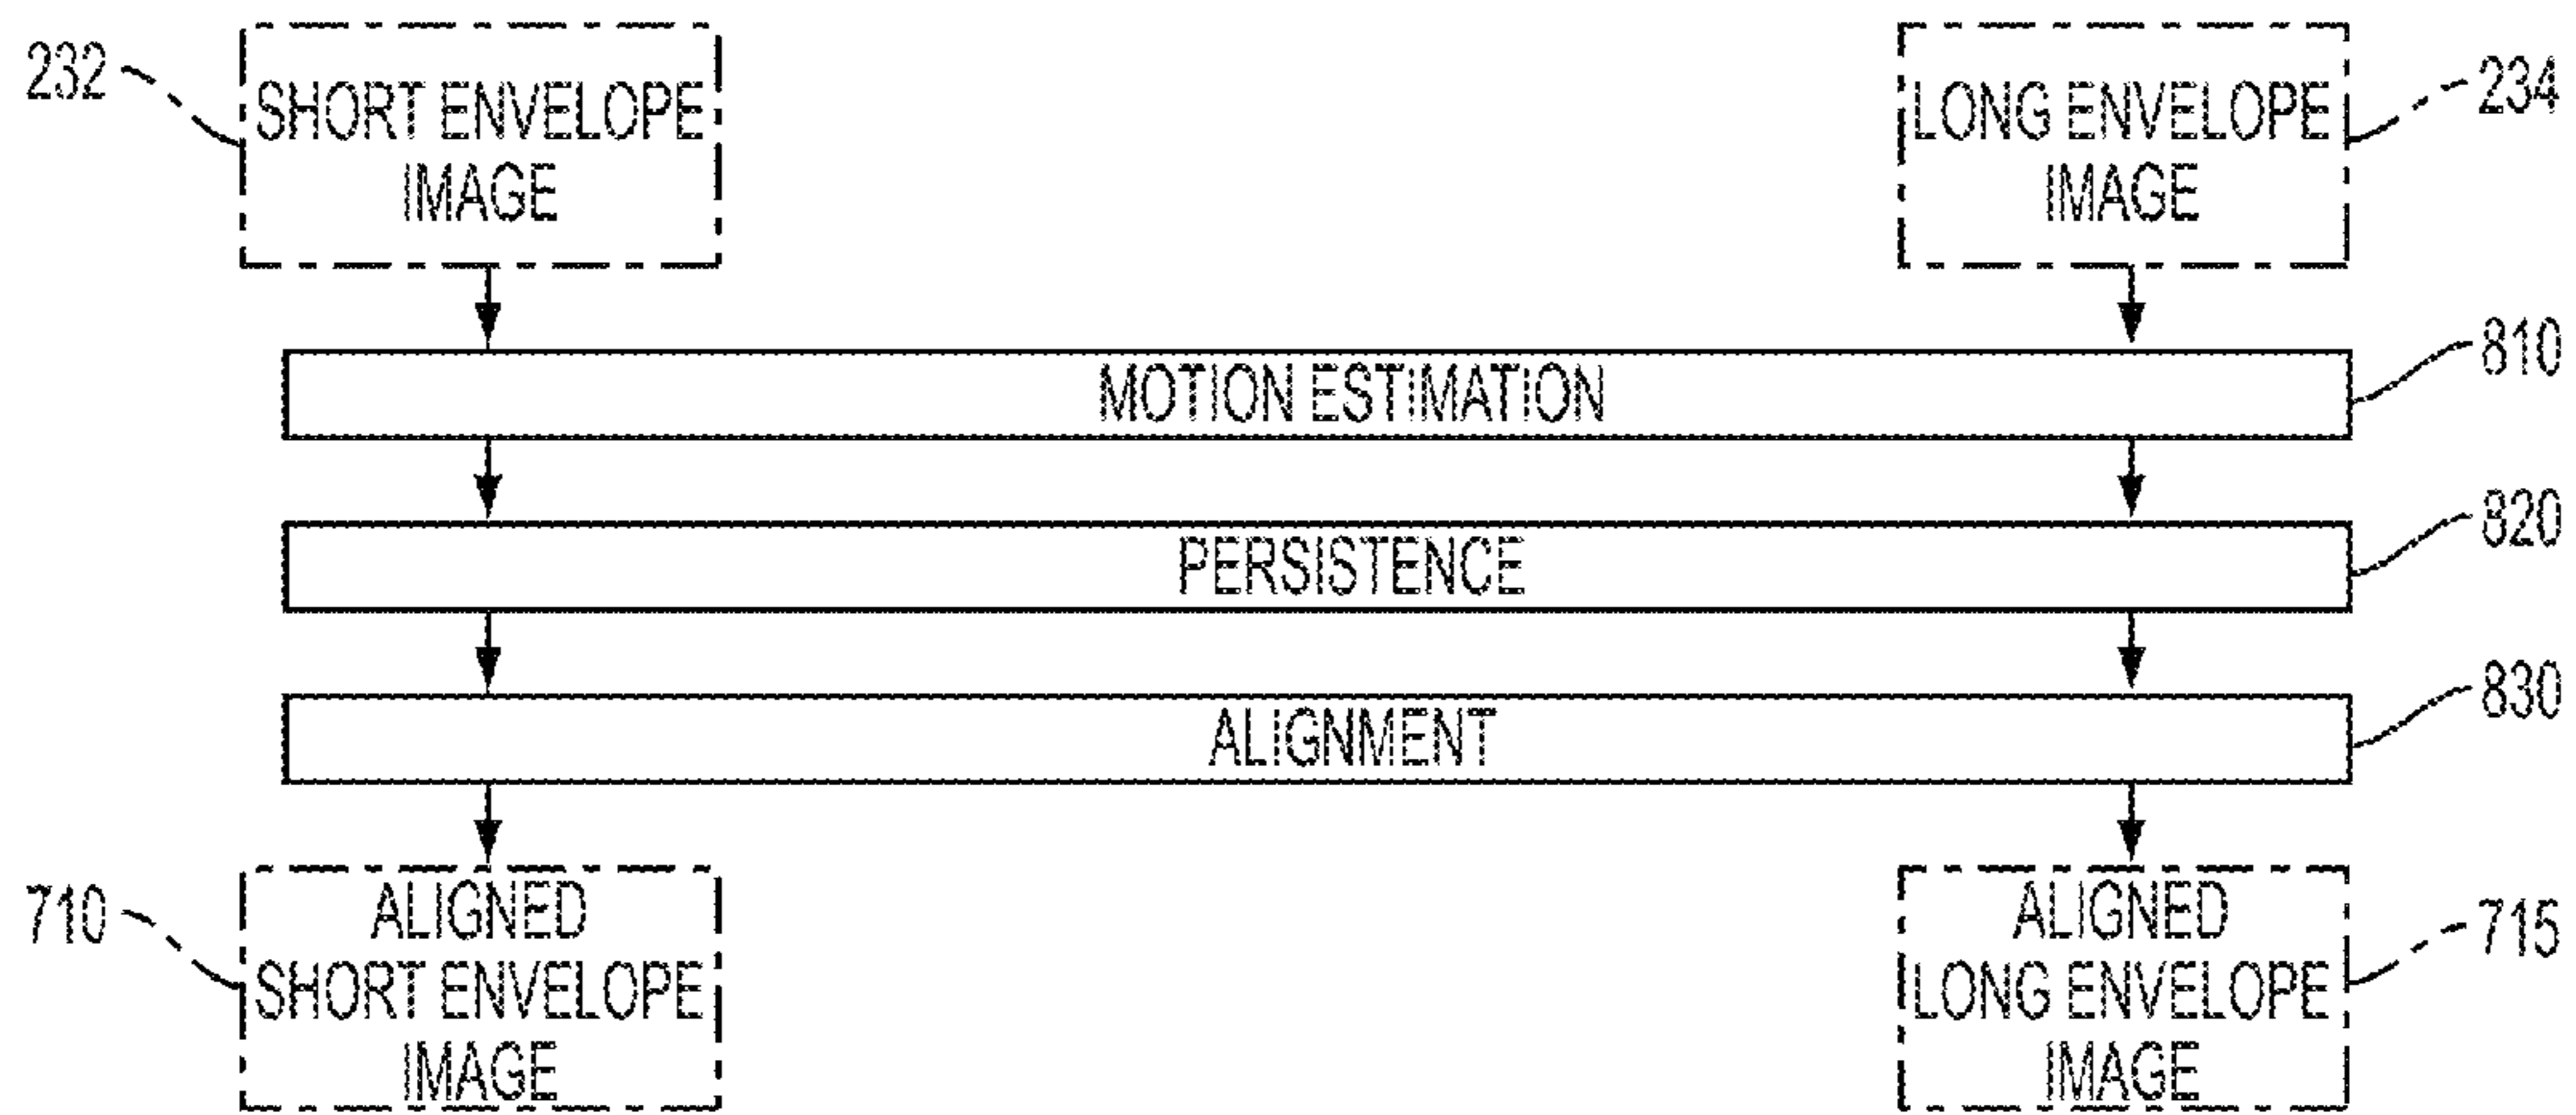 232
SHORT ENVELOPE
IMAGE
LONG ENVELOPE
IMAGE
234
MOTION ESTIMATION
810
PERSISTENCE
820
ALIGNMENT
830
710
ALIGNED
SHORT ENVELOPE
IMAGE
ALIGNED
LONG ENVELOPE
IMAGE
715